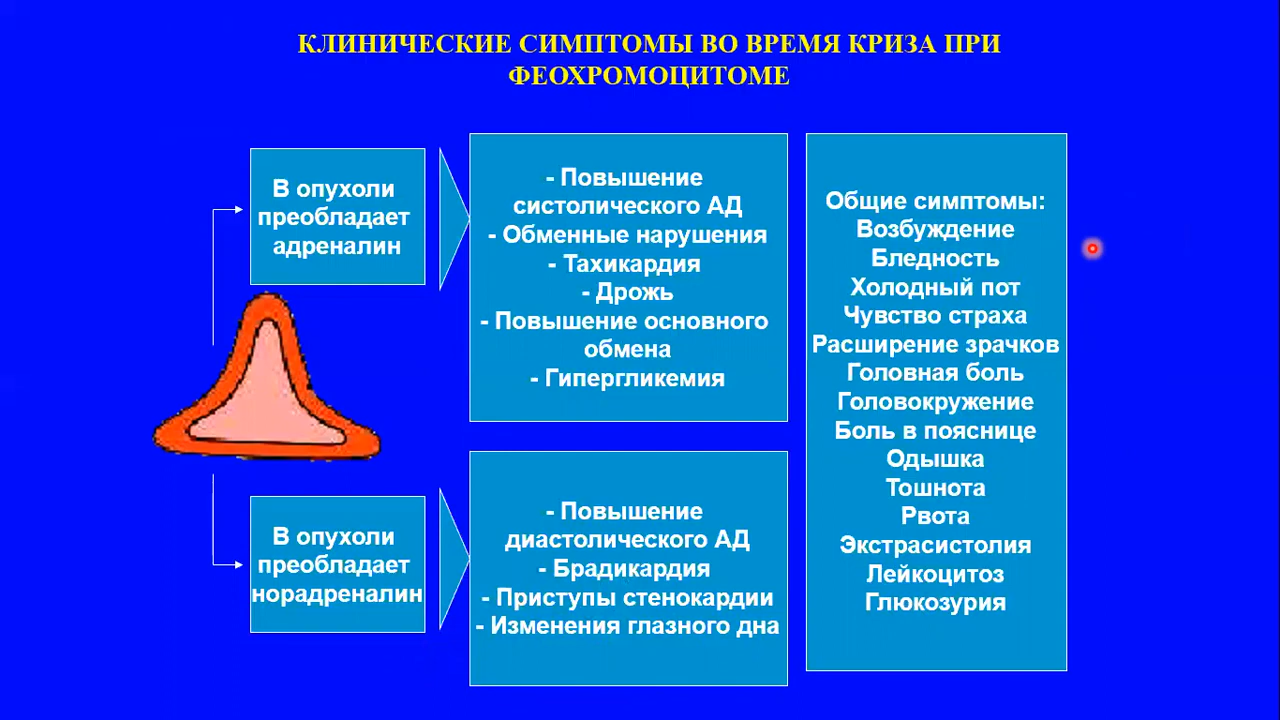 КЛИНИЧЕСКИЕ СИМПТОМЫ ВО ВРЕМЯ КРИЗА ПРИ
ФЕОХРОМОЦИТОМЕ
В опухоли
преобладает
адреналин
- Повышение
систолического АД
- Обменные нарушения
- Тахикардия
- Дрожь
- Повышение основного
обмена
- Гипергликемия
В опухоли
преобладает
норадреналин
- Повышение
диастолического АД
- Брадикардия
- Приступы стенокардии
- Изменения глазного дна
Общие симптомы:
Возбуждение
Бледность
Холодный пот
Чувство страха
Расширение зрачков
Головная боль
Головокружение
Боль в пояснице
Одышка
Тошнота
Рвота
Экстрасистолия
Лейкоцитоз
Глюкозурия